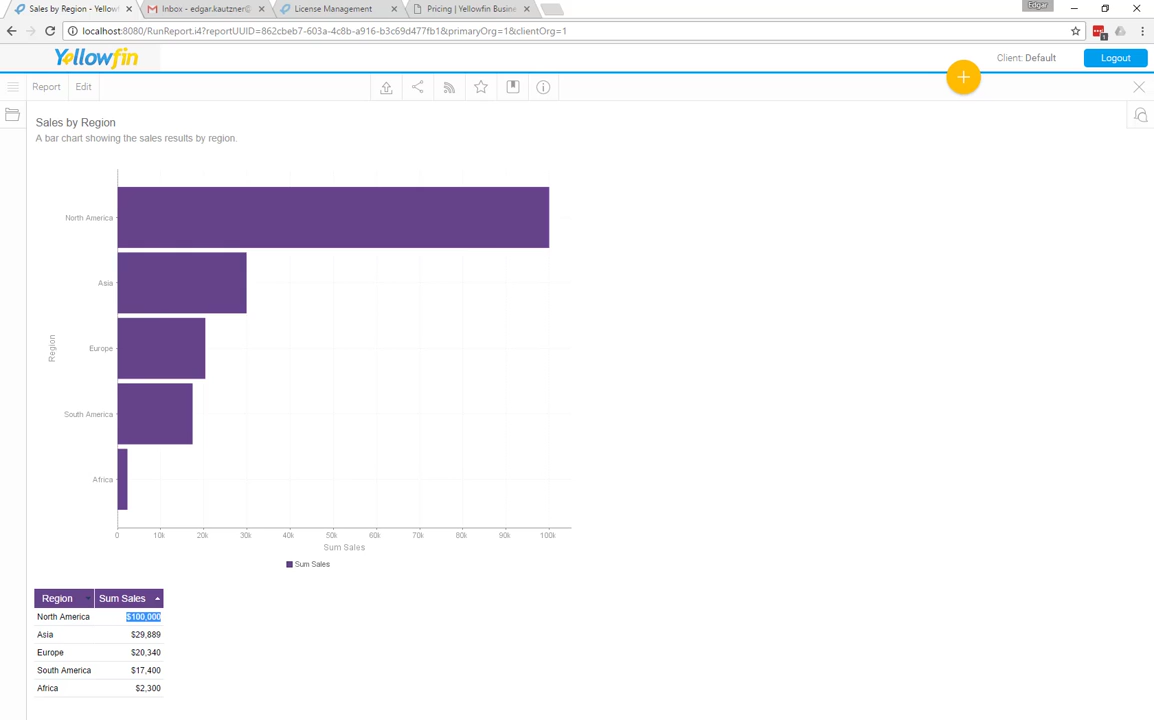 Sales by Region - Yellowf
Inbox - edgar.kautzner@
License Management
Pricing | Yellowfin Busine
Edgar
localhost:8080/RunReport.i4?reportUUID=862cbeb7-603a-4c8b-a916-b3c69d477fb1&primaryOrg=1&clientOrg=1
1
Yellowfin
Client: Default
Logout
Report
Edit
Sales by Region
A bar chart showing the sales results by region.
North America
Asia
Europe
South America
Africa
Region
0 10k 20k 30k 40k 50k 60k 70k 80k 90k 100k
Sum Sales
Sum Sales
Region Sum Sales
North America $100,000
Asia $29,889
Europe $20,340
South America $17,400
Africa $2,300